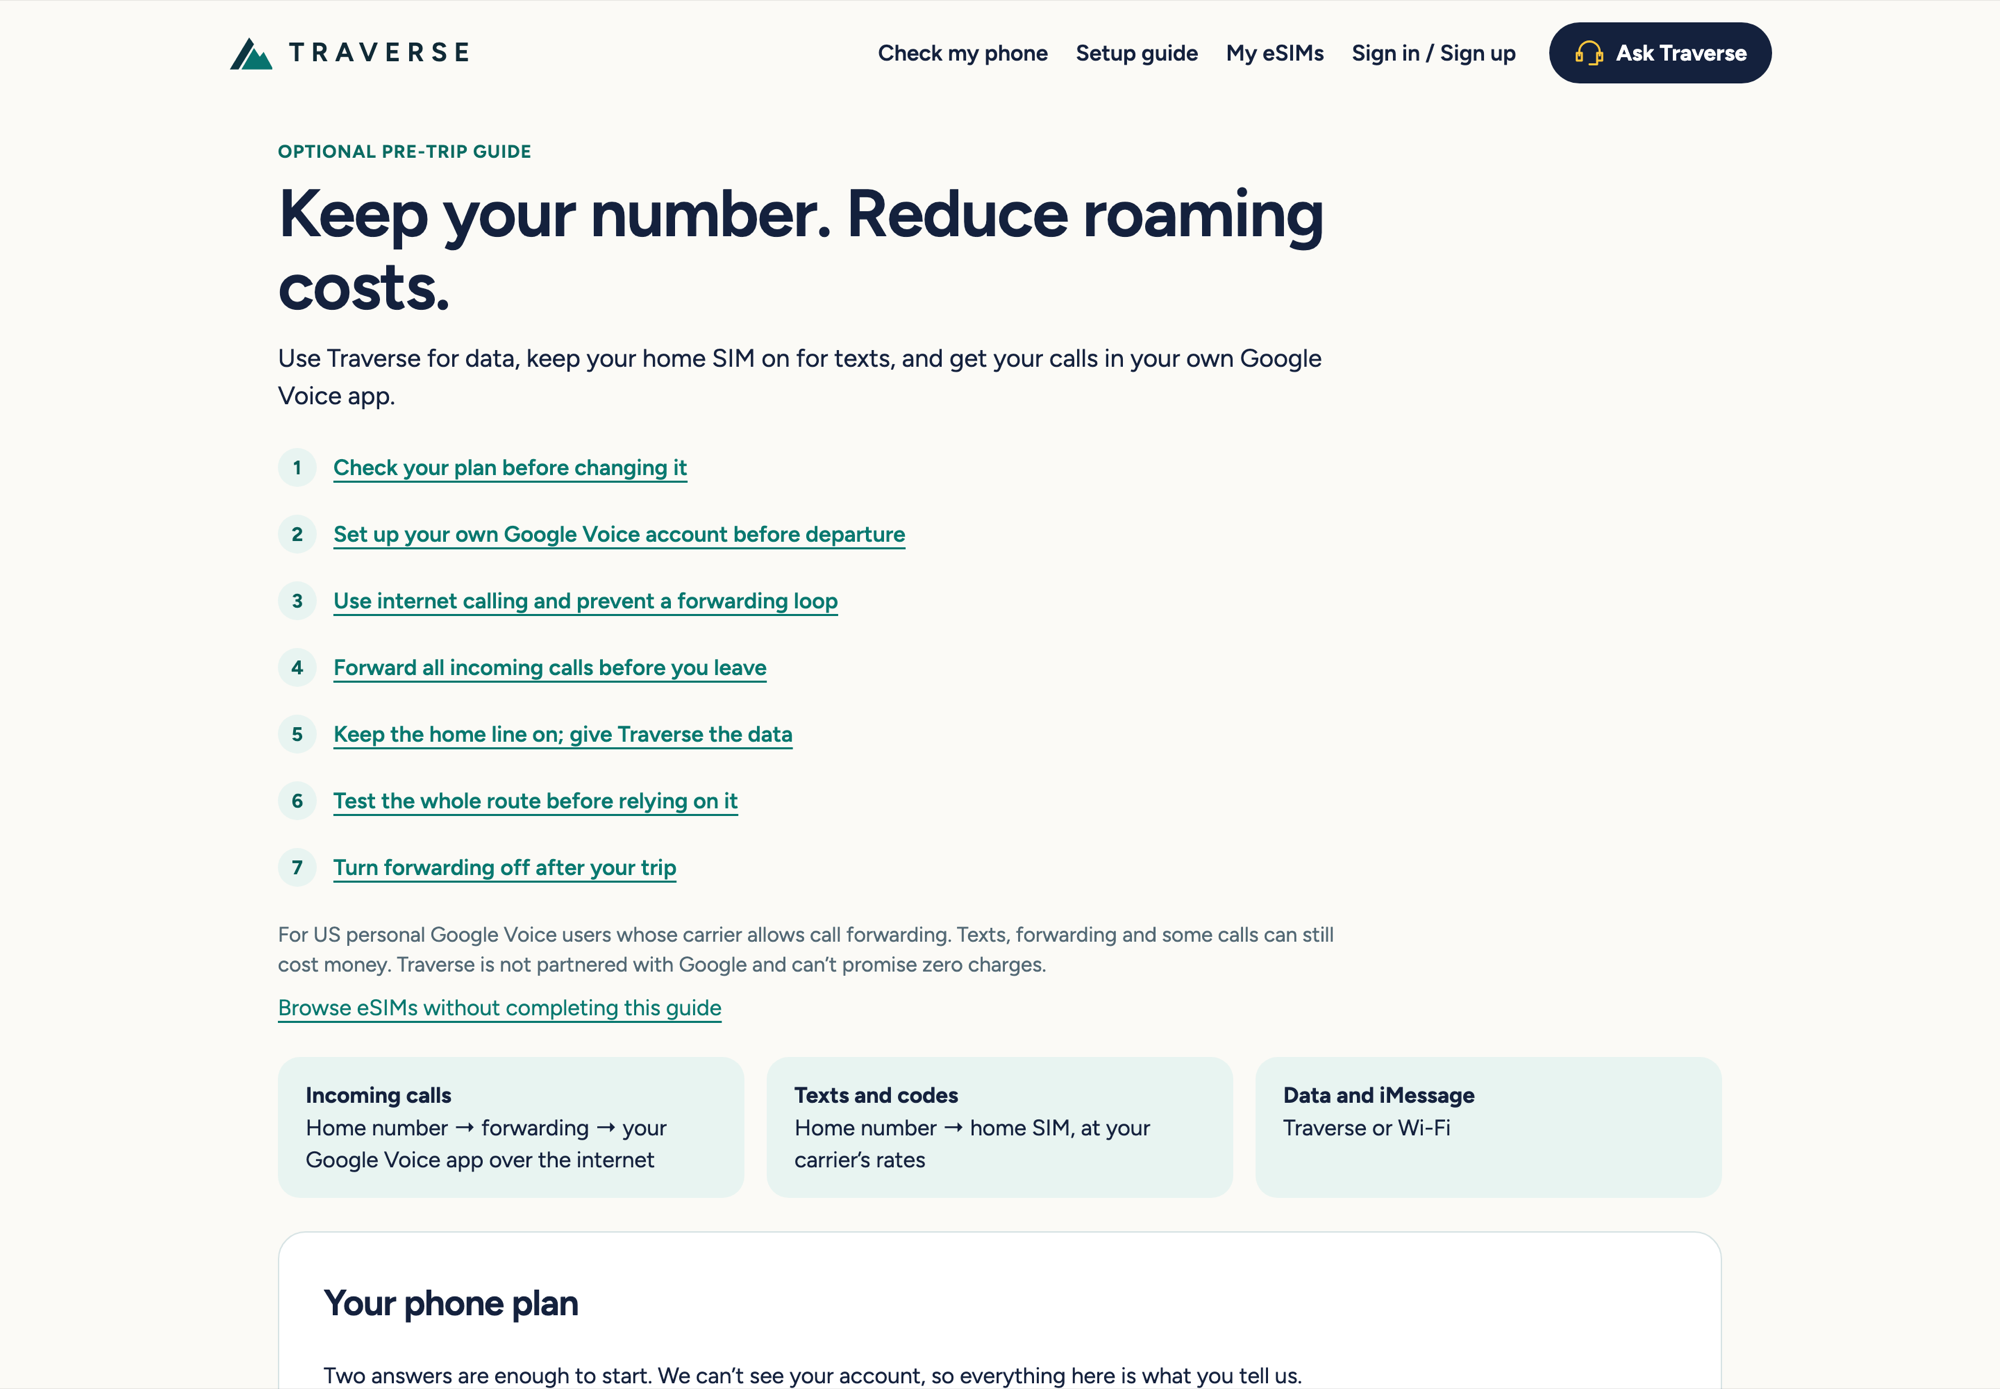 TRAVERSE
Check my phone
Setup guide
My eSIMs
Sign in / Sign up
Ask Traverse
OPTIONAL PRE-TRIP GUIDE
Keep your number. Reduce roaming
costs.
Use Traverse for data, keep your home SIM on for texts, and get your calls in your own Google
Voice app.
1 Check your plan before changing it
2 Set up your own Google Voice account before departure
3 Use internet calling and prevent a forwarding loop
4 Forward all incoming calls before you leave
5 Keep the home line on; give Traverse the data
6 Test the whole route before relying on it
7 Turn forwarding off after your trip
For US personal Google Voice users whose carrier allows call forwarding. Texts, forwarding and some calls can still
cost money. Traverse is not partnered with Google and can’t promise zero charges.
Browse eSIMs without completing this guide
Incoming calls
Home number → forwarding → your
Google Voice app over the internet
Texts and codes
Home number → home SIM, at your
carrier’s rates
Data and iMessage
Traverse or Wi-Fi
Your phone plan
Two answers are enough to start. We can’t see your account, so everything here is what you tell us.